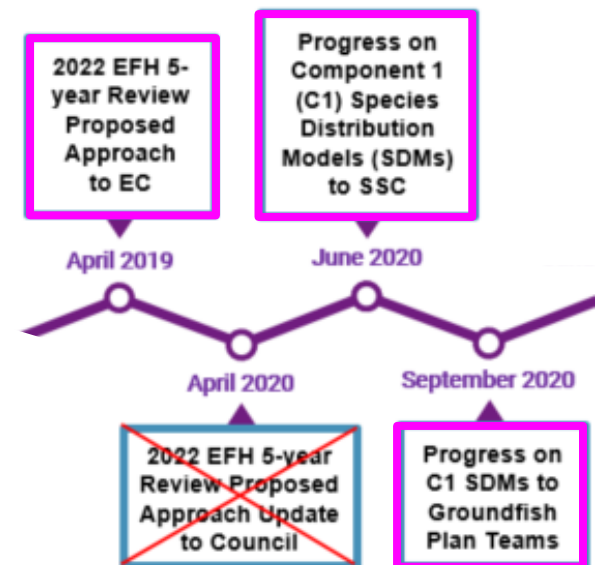 2022 EFH 5-
year Review
Proposed
Approach
to EC
Progress on
Component 1
(C1) Species
Distribution
Models (SDMs)
to SSC
April 2019
June 2020
April 2020
September 2020
2022 EFH 5-year
Review Proposed
Approach Update
to Council
Progress on
C1 SDMs to
Groundfish
Plan Teams